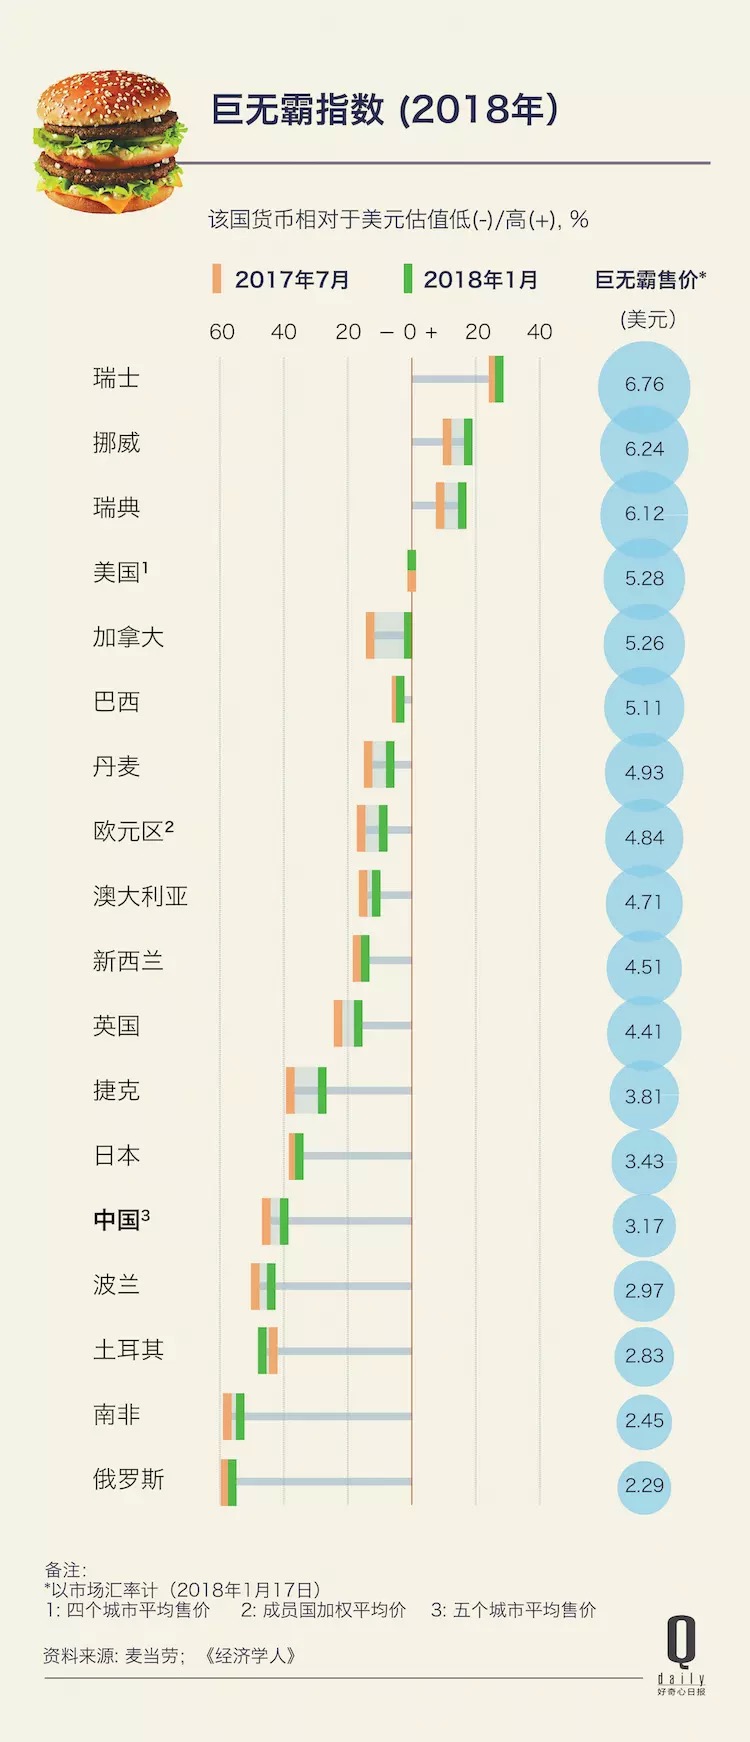 巨无霸指数 (2018年)
该国货币相对于美元估值低(-)/高(+), %
2017年7月 2018年1月 巨无霸售价*
(美元)
60 40 20 — 0 + 20 40
瑞士 6.76
挪威 6.24
瑞典 6.12
美国¹ 5.28
加拿大 5.26
巴西 5.11
丹麦 4.93
欧元区² 4.84
澳大利亚 4.71
新西兰 4.51
英国 4.41
捷克 3.81
日本 3.43
中国³ 3.17
波兰 2.97
土耳其 2.83
南非 2.45
俄罗斯 2.29
备注:
*以市场汇率计（2018年1月17日）
1: 四个城市平均售价 2: 成员国加权平均价 3: 五个城市平均售价
资料来源: 麦当劳; 《经济学人》
Q
daily
好奇心日报